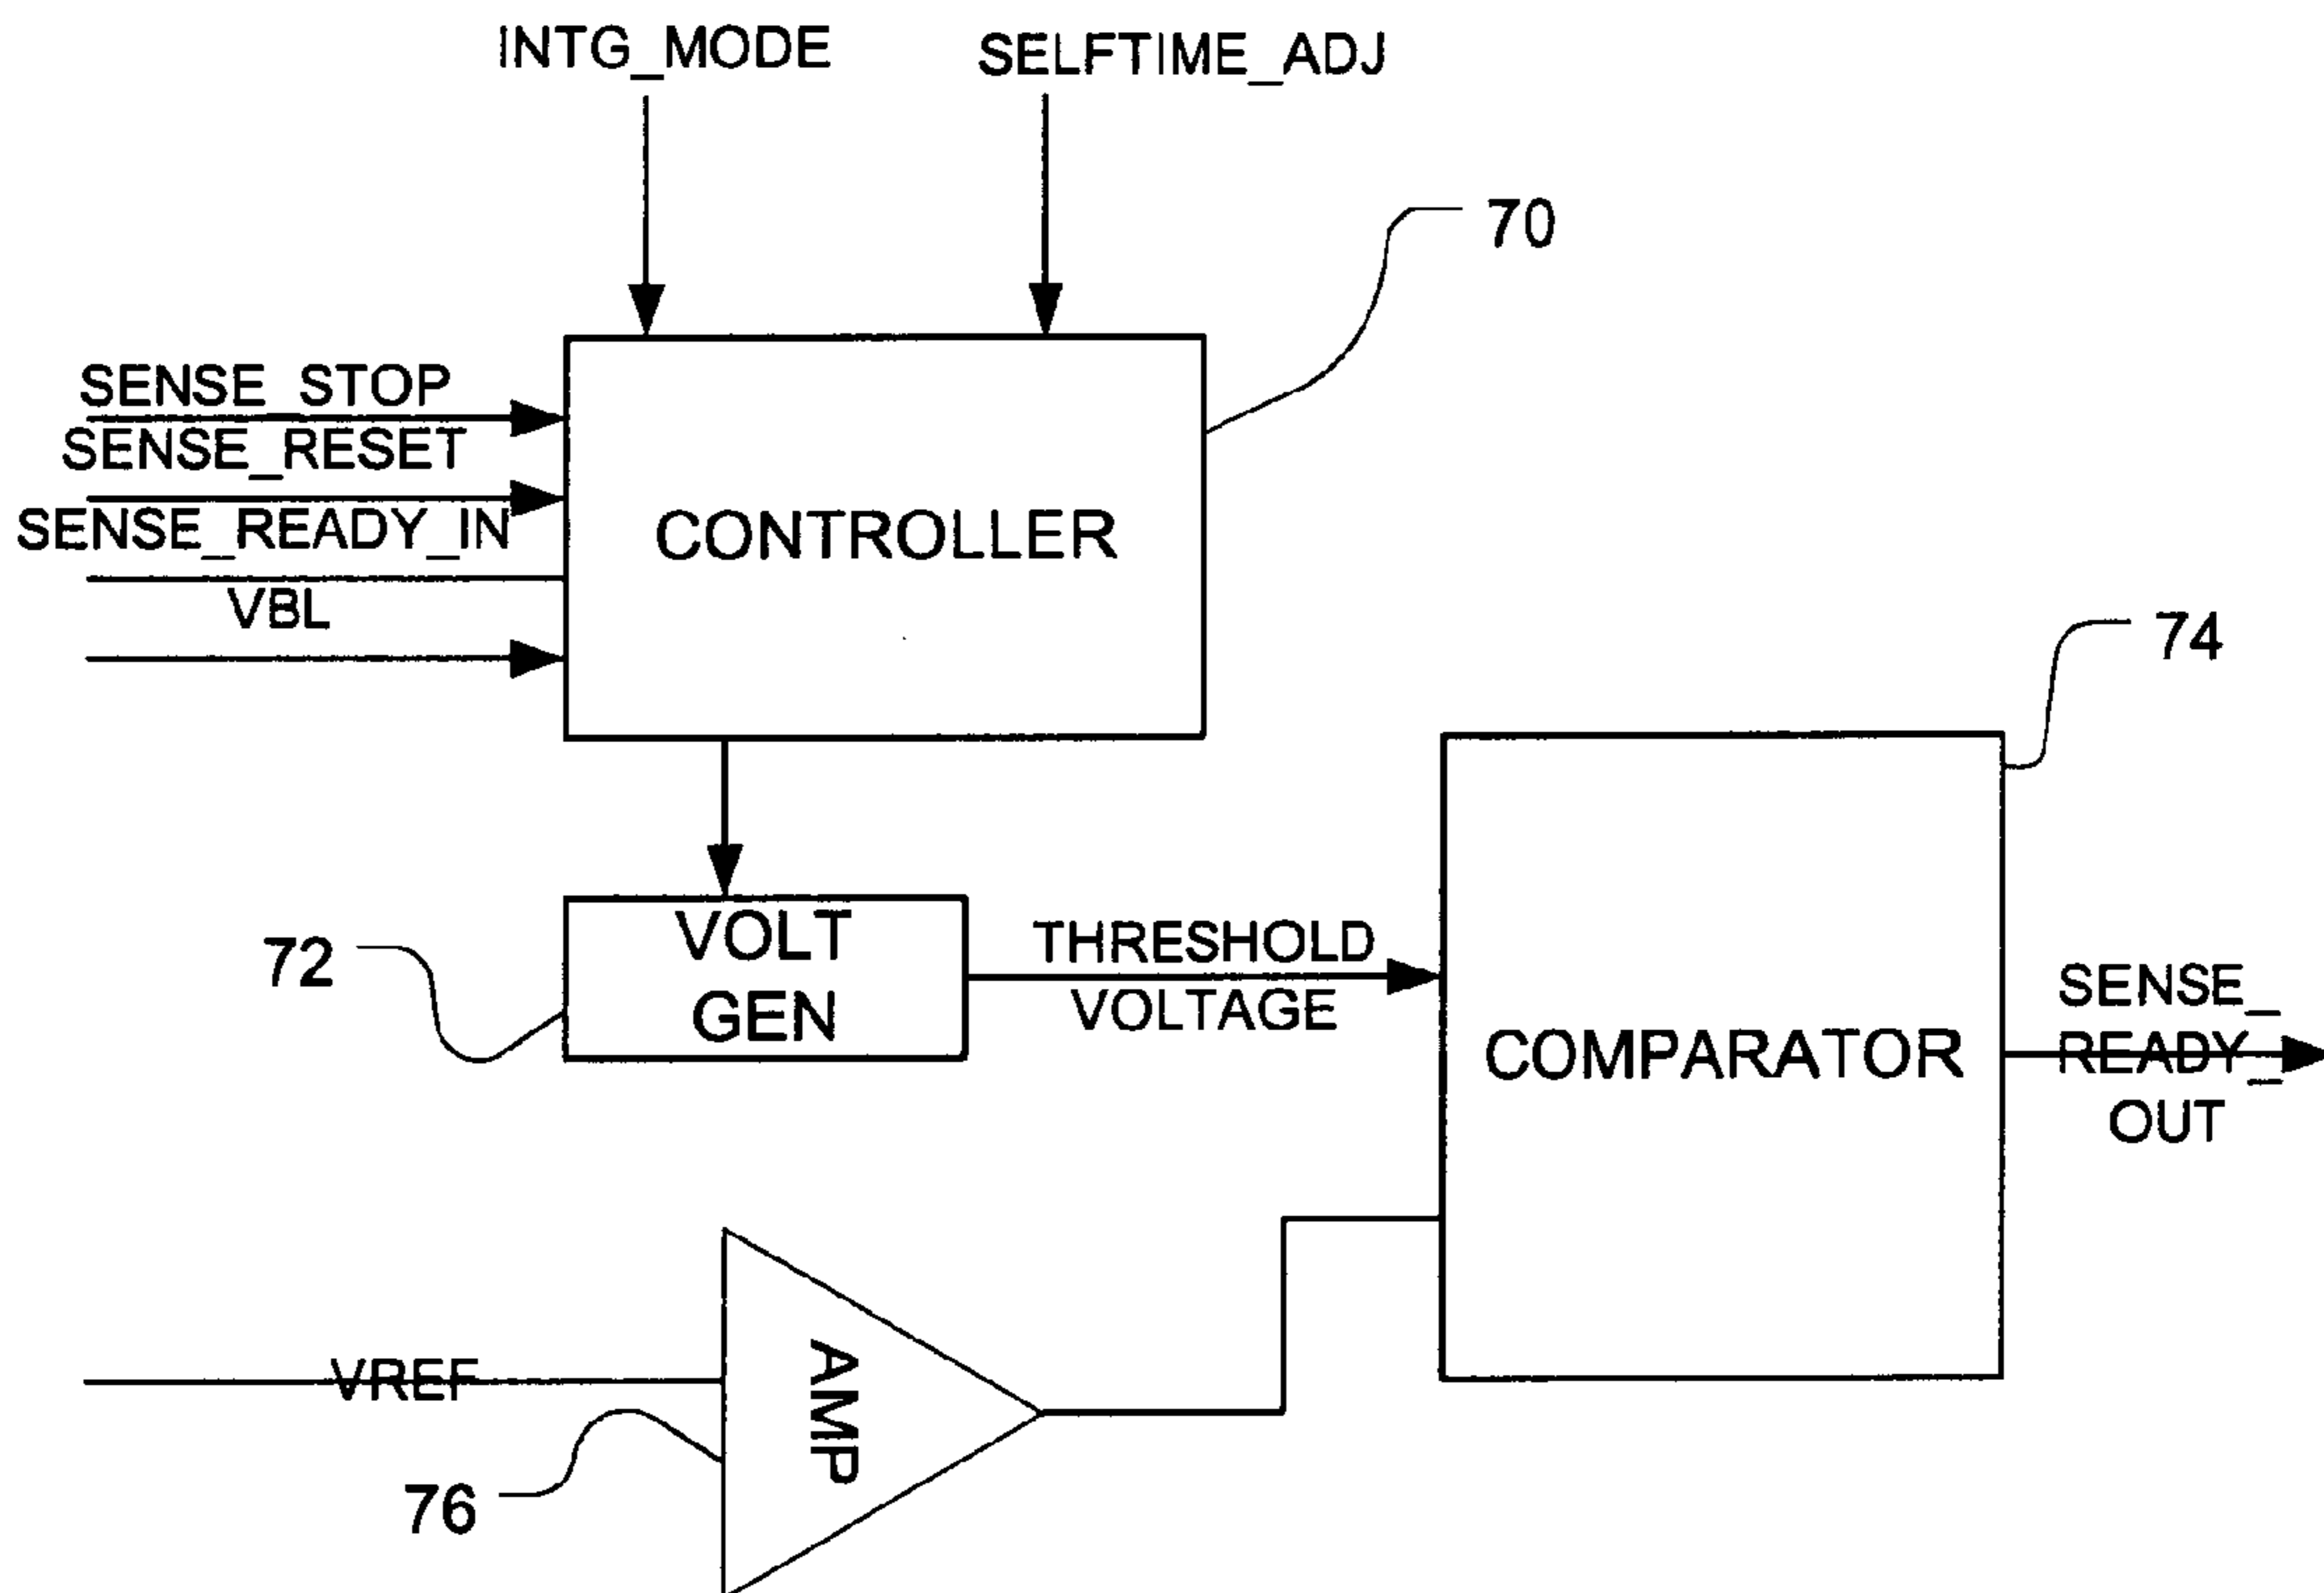 INTG_MODE
SELFTIME_ADJ
70
SENSE_STOP
SENSE_RESET
SENSE_READY_IN
VBL
CONTROLLER
74
72
VOLT
GEN
THRESHOLD
VOLTAGE
COMPARATOR
SENSE_
READY_
OUT
VREF
AMP
76